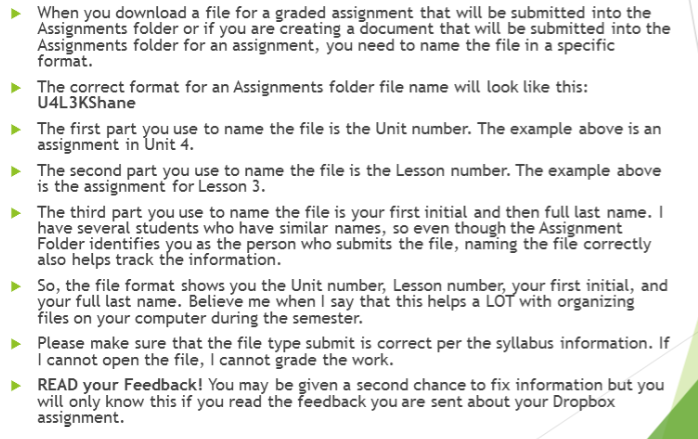 When you download a file for a graded assignment that will be submitted into the
Assignments folder or if you are creating a document that will be submitted into the
Assignments folder for an assignment, you need to name the file in a specific
format.
The correct format for an Assignments folder file name will look like this:
U4L3KShane
The first part you use to name the file is the Unit number. The example above is an
assignment in Unit 4.
The second part you use to name the file is the Lesson number. The example above
is the assignment for Lesson 3.
The third part you use to name the file is your first initial and then full last name. I
have several students who have similar names, so even though the Assignment
Folder identifies you as the person who submits the file, naming the file correctly
also helps track the information.
So, the file format shows you the Unit number, Lesson number, your first initial, and
your full last name. Believe me when I say that this helps a LOT with organizing
files on your computer during the semester.
Please make sure that the file type submit is correct per the syllabus information. If
I cannot open the file, I cannot grade the work.
READ your Feedback! You may be given a second chance to fix information but you
will only know this if you read the feedback you are sent about your Dropbox
assignment.